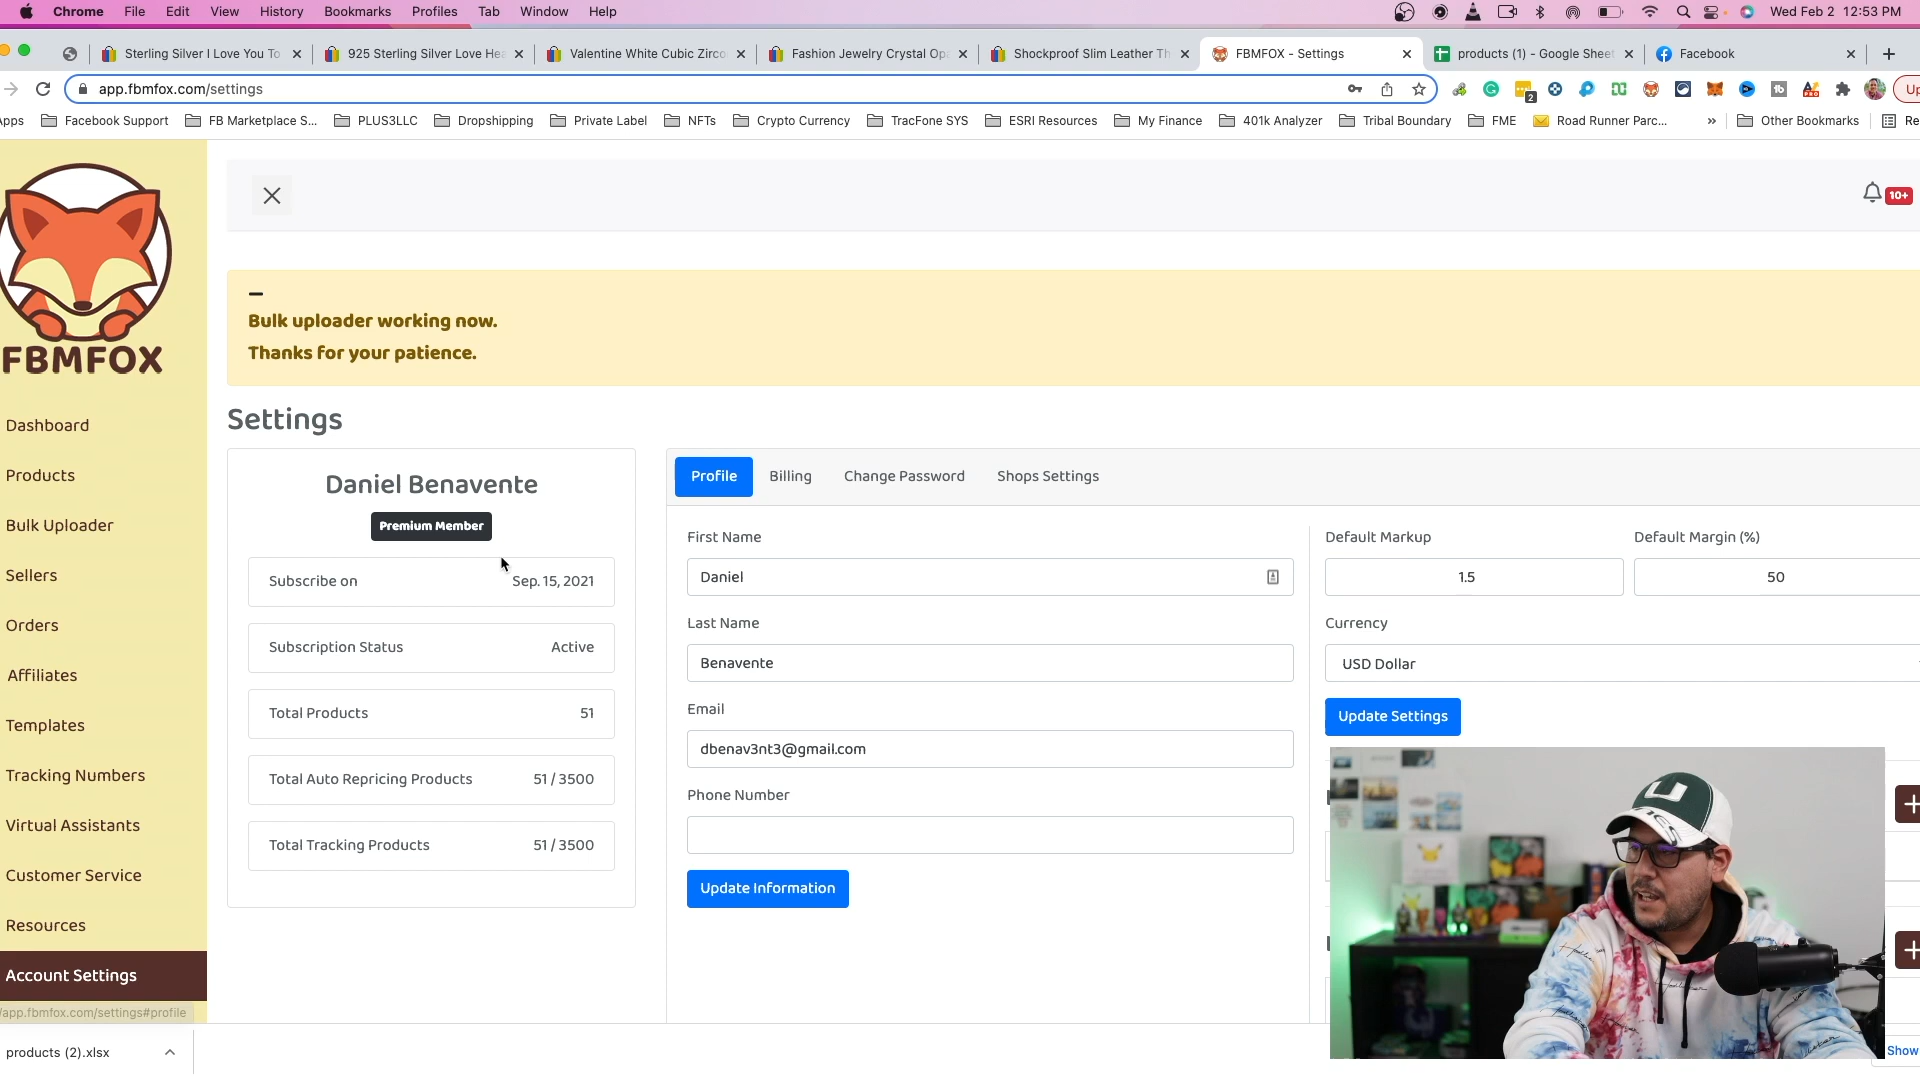 Chrome File Edit View History Bookmarks Profiles Tab Window Help Wed Feb 2 12:53 PM
Sterling Silver I Love You To 925 Sterling Silver Love Hea Valentine White Cubic Zirco Fashion Jewelry Crystal Op Shockproof Slim Leather Th FBMFOX - Settings products (1) - Google Sheet Facebook
app.fbmfox.com/settings 2 Up
Apps Facebook Support FB Marketplace S... PLUS3LLC Dropshipping Private Label NFTs Crypto Currency TracFone SYS ESRI Resources My Finance 401k Analyzer Tribal Boundary FME Road Runner Parc... » Other Bookmarks Re
10+
FBMFOX
Bulk uploader working now.
Thanks for your patience.
Settings
Dashboard
Products
Bulk Uploader
Sellers
Orders
Affiliates
Templates
Tracking Numbers
Virtual Assistants
Customer Service
Resources
Account Settings
/app.fbmfox.com/settings#profile
Daniel Benavente
Premium Member
Subscribe on Sep. 15, 2021
Subscription Status Active
Total Products 51
Total Auto Repricing Products 51 / 3500
Total Tracking Products 51 / 3500
Profile Billing Change Password Shops Settings
First Name
Daniel
Last Name
Benavente
Email
dbenav3nt3@gmail.com
Phone Number
Update Information
Default Markup Default Margin (%)
1.5 50
Currency
USD Dollar
Update Settings
U
products (2).xlsx
Show